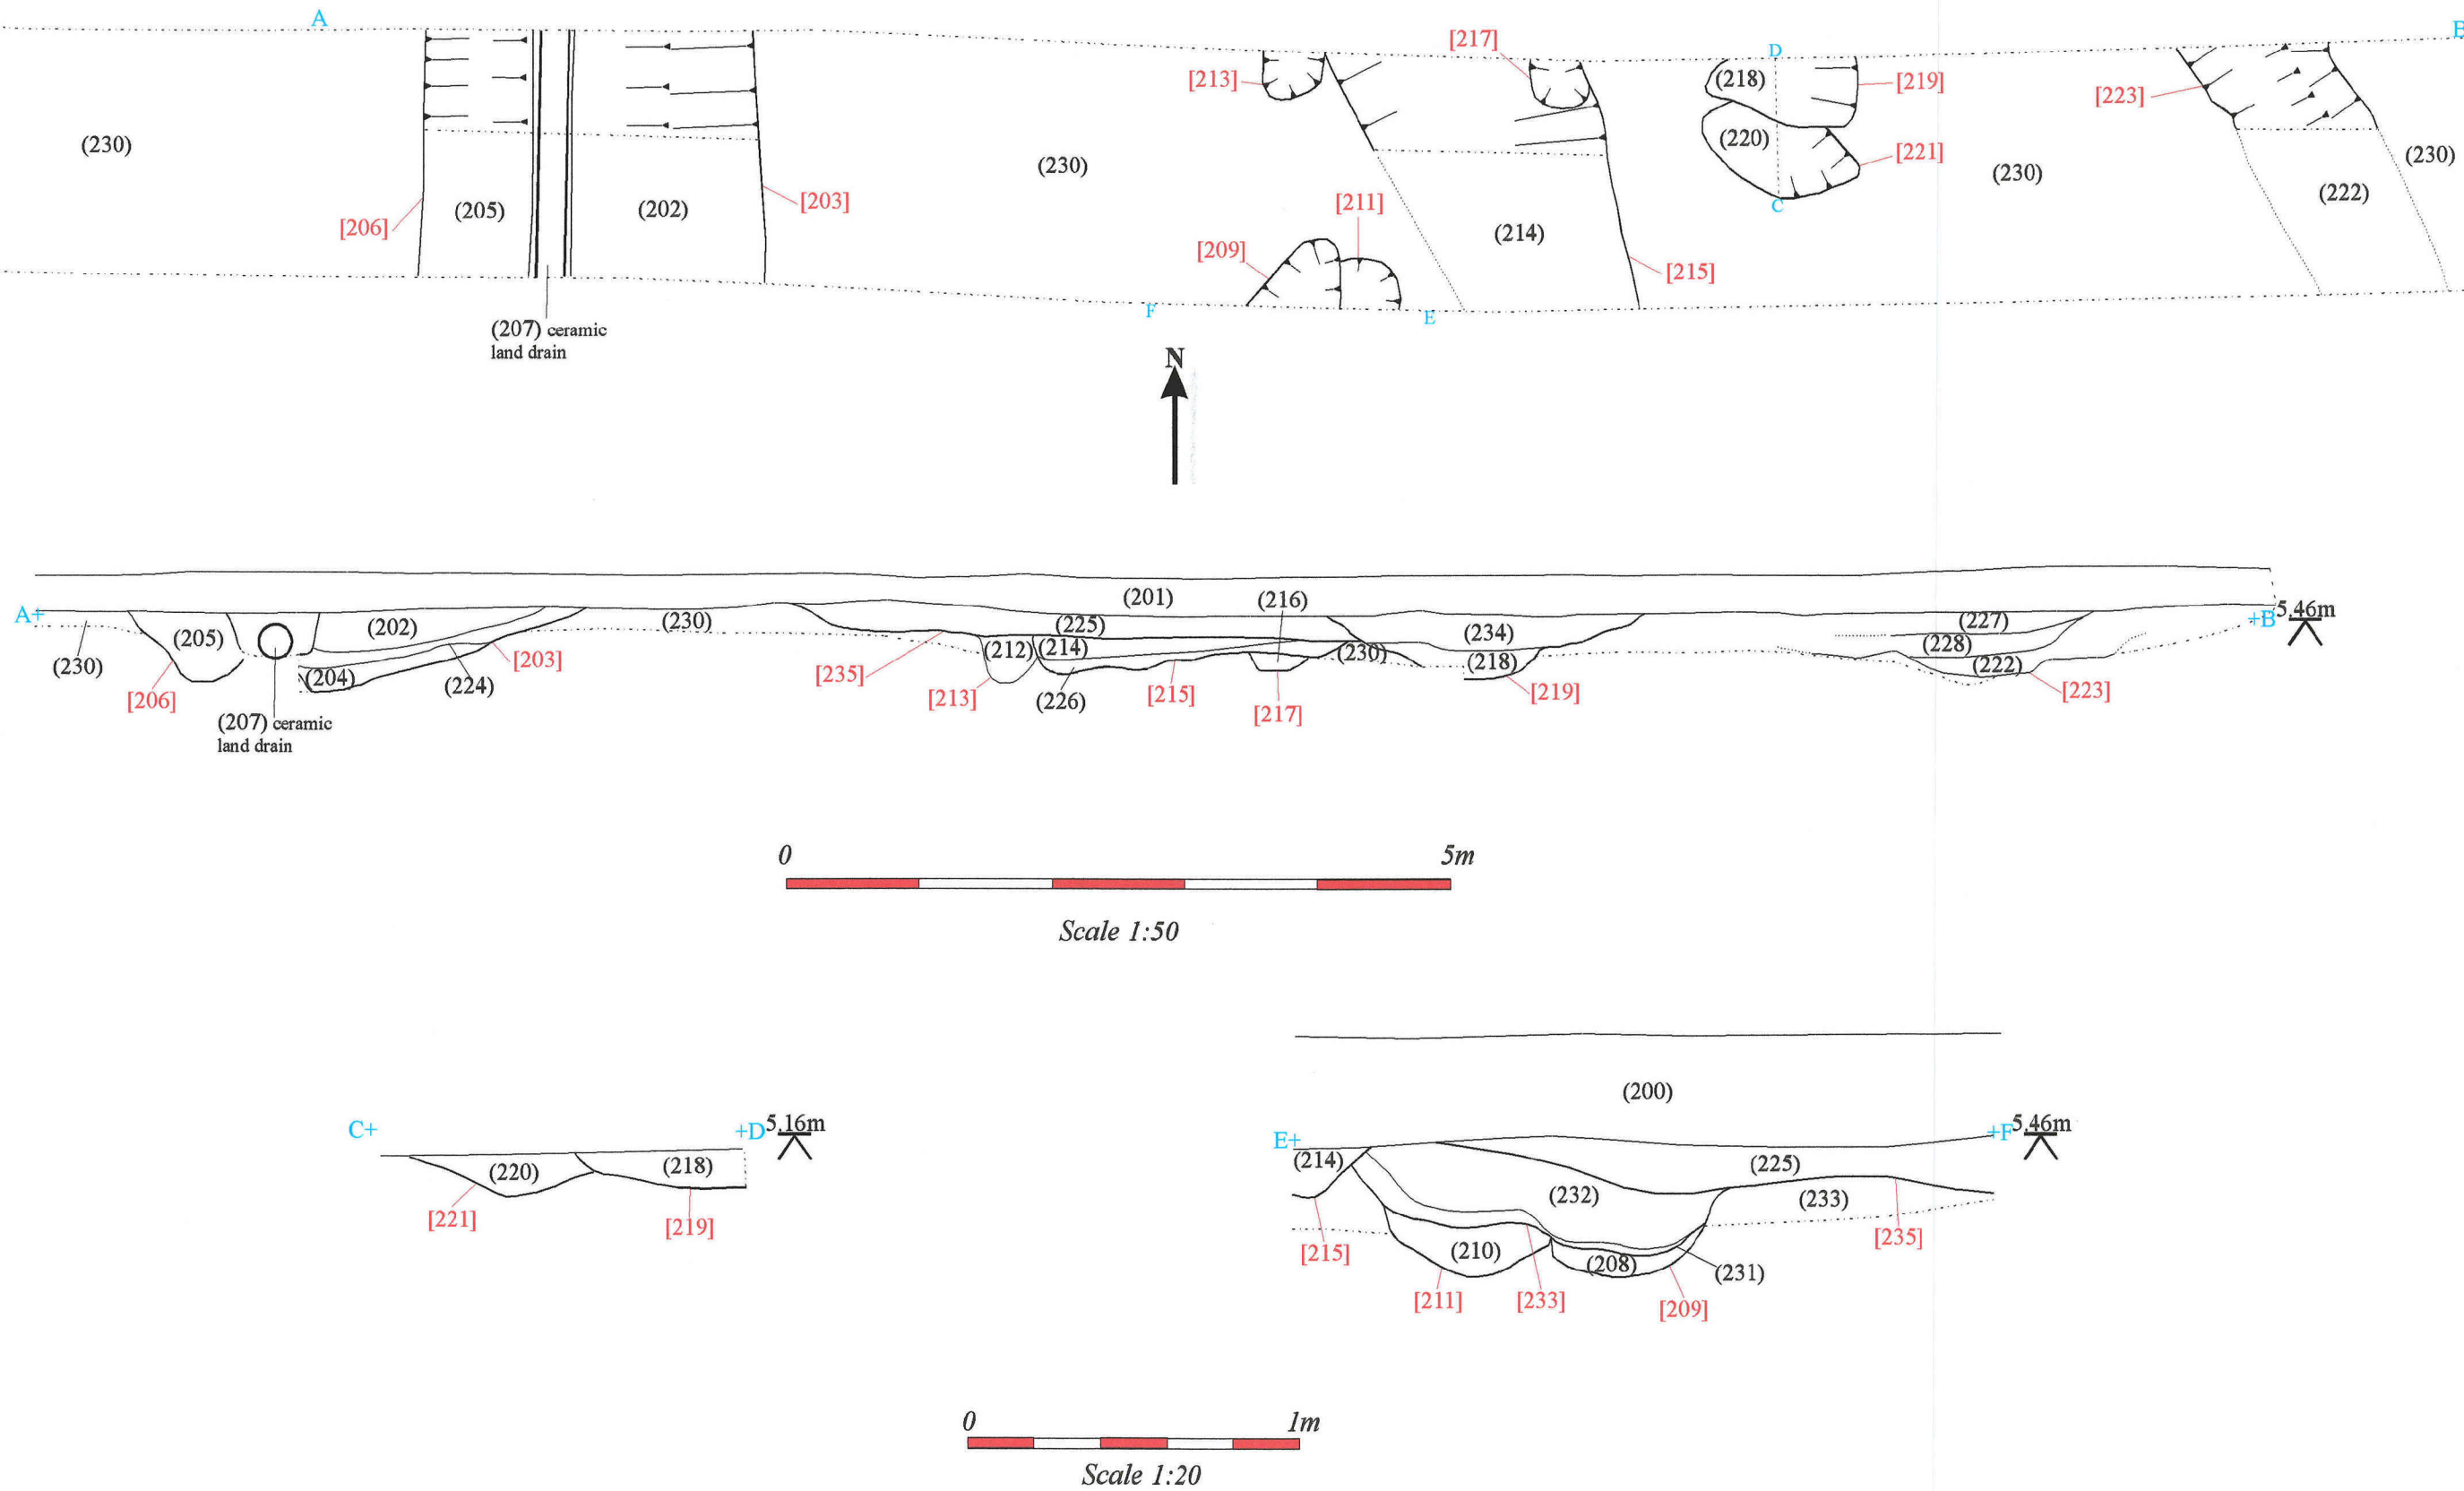 A
B
[217]
D
[213]
(218)
[219]
[223]
(230)
(220)
[221]
(230)
(230)
(230)
(222)
[206]
(205)
(202)
[203]
[211]
(214)
C
[209]
[215]
F
E
(207) ceramic
land drain
N
(201)
(216)
A+
5.46m
+B
(205)
(202)
(230)
(225)
(234)
(227)
(230)
(212)
(214)
(230)
(218)
(228)
(222)
[206]
(204)
(224)
[203]
[235]
[213]
(226)
[215]
[217]
[219]
[223]
(207) ceramic
land drain
0
5m
Scale 1:50
(200)
C+
+D
5.16m
E+
+F
5.46m
(220)
(218)
(214)
(225)
(232)
(233)
[221]
[219]
[215]
(210)
(208)
(231)
[235]
[211]
[233]
[209]
0
1m
Scale 1:20